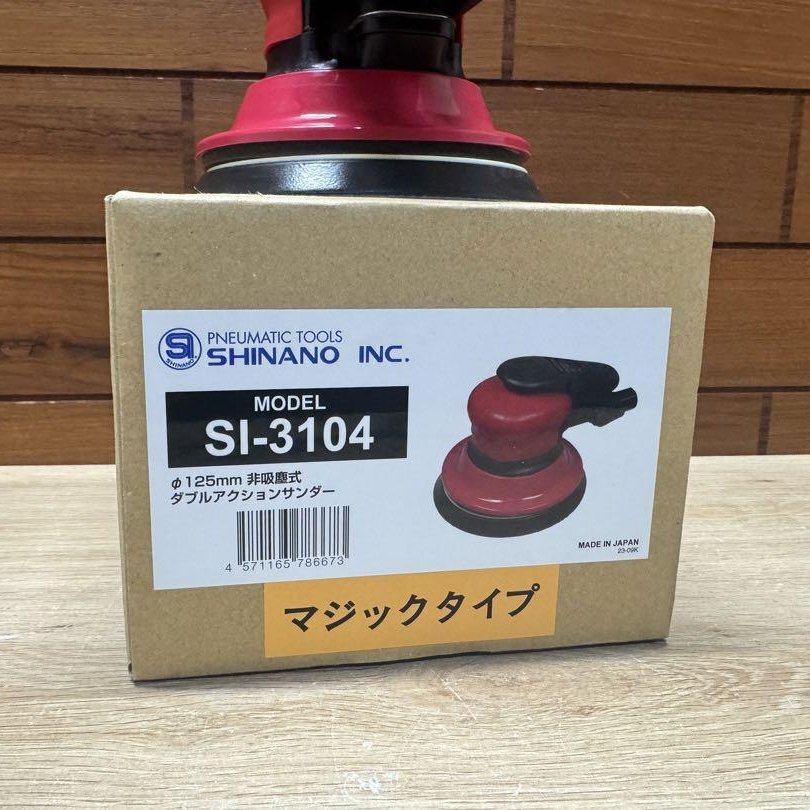 SI
SHINANO
PNEUMATIC TOOLS
SHINANO INC.
MODEL
SI-3104
φ125mm 非吸塵式
ダブルアクションサンダー
4 571165 786673
MADE IN JAPAN
23-09K
マジックタイプ